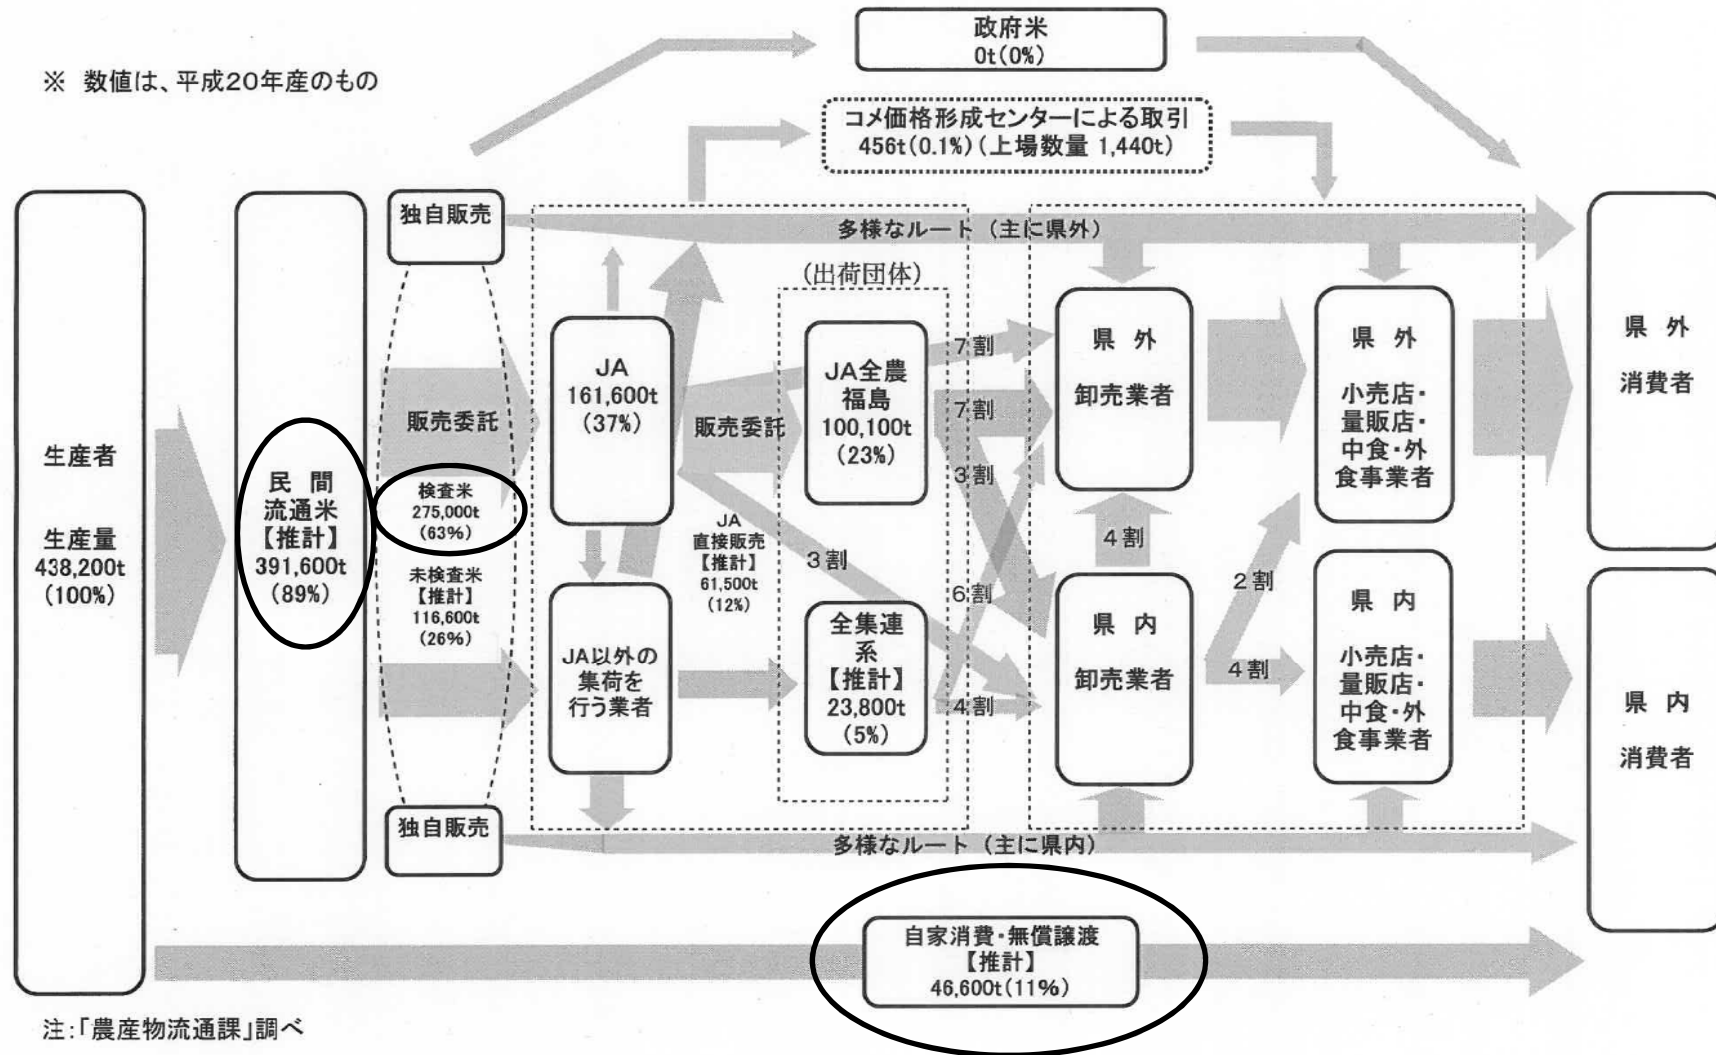 ※ 数値は、平成20年産のもの
政府米
0t(0%)
コメ価格形成センターによる取引
456t(0.1%)(上場数量 1,440t)
生産者
生産量
438,200t
(100%)
民 間
流通米
【推計】
391,600t
(89%)
独自販売
販売委託
検査米
275,000t
(63%)
未検査米
【推計】
116,600t
(26%)
独自販売
多様なルート (主に県外)
(出荷団体)
JA
161,600t
(37%)
販売委託
JA全農
福島
100,100t
(23%)
JA
直接販売
【推計】
61,500t
(12%)
JA以外の
集荷を
行う業者
全集連
系
【推計】
23,800t
(5%)
7割
7割
3割
3割
6割
4割
県 外
卸売業者
4割
県 内
卸売業者
2割
4割
県 外
小売店・
量販店・
中食・外
食事業者
県 内
小売店・
量販店・
中食・外
食事業者
県 外
消費者
県 内
消費者
多様なルート (主に県内)
自家消費・無償譲渡
【推計】
46,600t(11%)
注:「農産物流通課」調べ